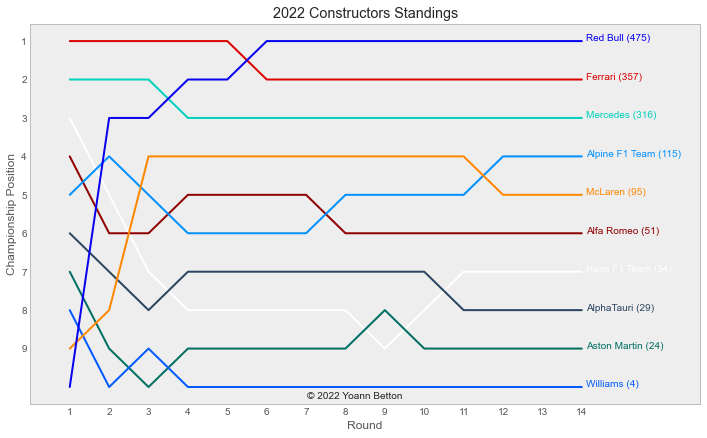 2022 Constructors Standings
1
2
3
4
5
6
7
8
9
Championship Position
Red Bull (475)
Ferrari (357)
Mercedes (316)
Alpine F1 Team (115)
McLaren (95)
Alfa Romeo (51)
Haas F1 Team (34)
AlphaTauri (29)
Aston Martin (24)
Williams (4)
© 2022 Yoann Betton
1 2 3 4 5 6 7 8 9 10 11 12 13 14
Round